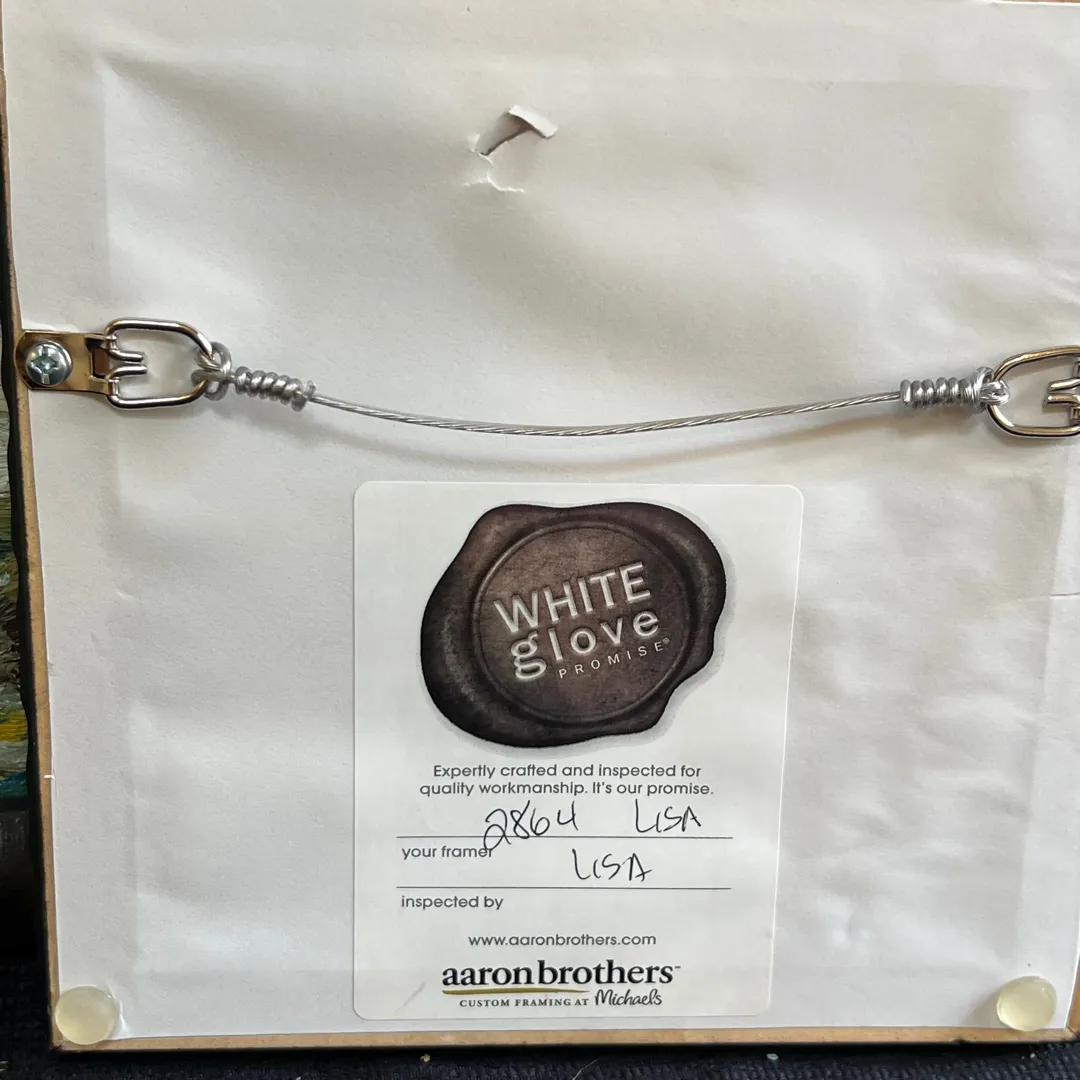 WHITE
glove
PROMISE®
Expertly crafted and inspected for
quality workmanship. It's our promise.
2864 LISA
your framer
LISA
inspected by
www.aaronbrothers.com
aaronbrothers™
CUSTOM FRAMING AT Michaels